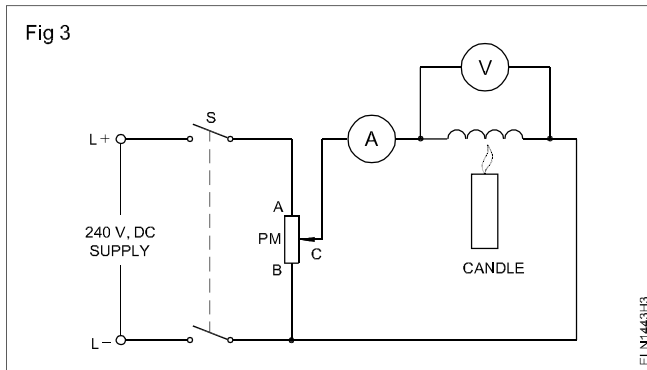 Fig 3
V
S
L+
A
A
240 V, DC
SUPPLY
PM
C
B
CANDLE
L−
ELN1443H3